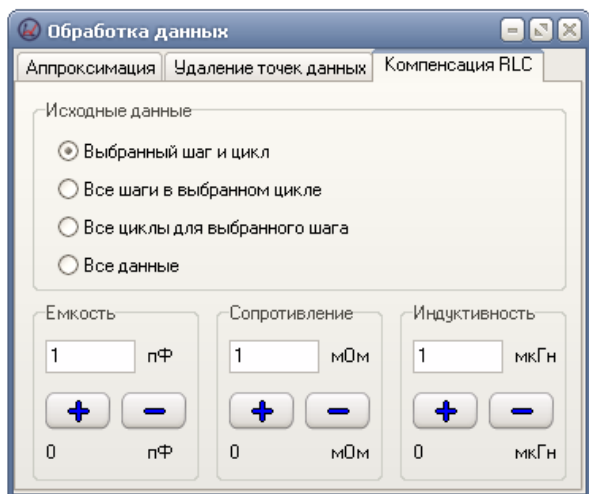 Обработка данных
Аппроксимация Удаление точек данных Компенсация RLC
Исходные данные
Выбранный шаг и цикл
Все шаги в выбранном цикле
Все циклы для выбранного шага
Все данные
Емкость Сопротивление Индуктивность
1 пФ 1 мОм 1 мкГн
0 пФ 0 мОм 0 мкГн